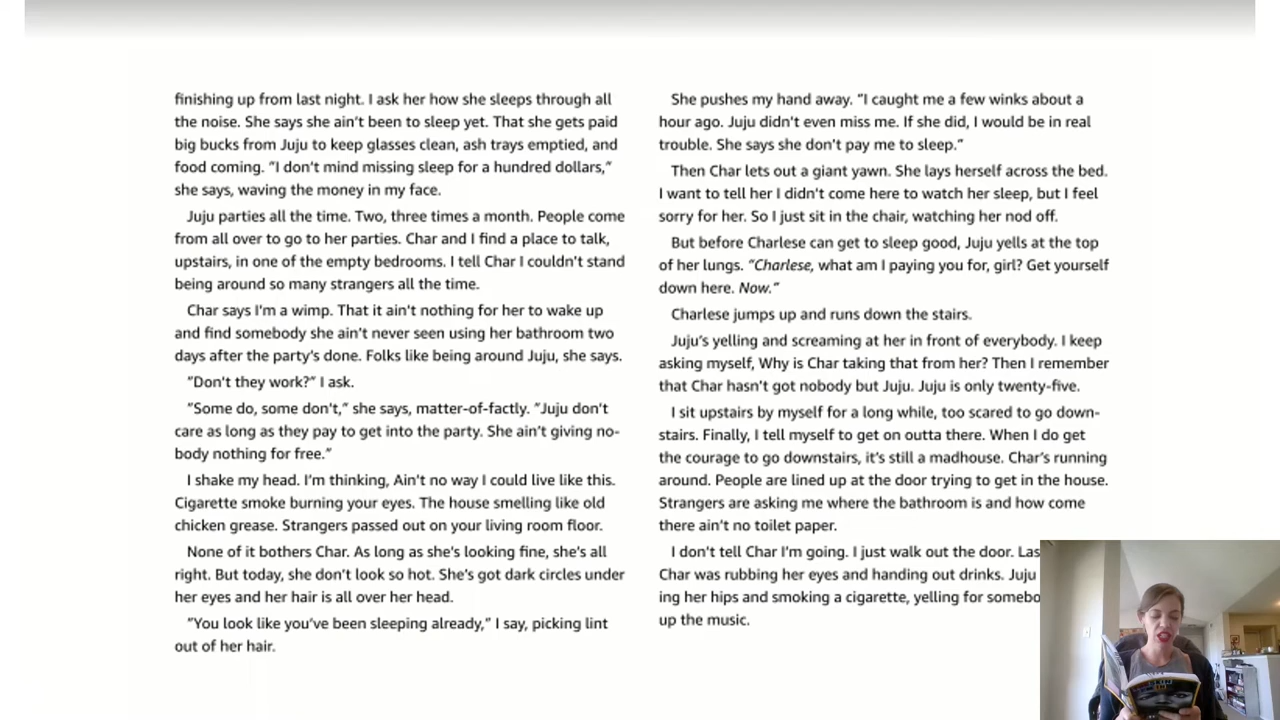 finishing up from last night. I ask her how she sleeps through all
the noise. She says she ain't been to sleep yet. That she gets paid
big bucks from Juju to keep glasses clean, ash trays emptied, and
food coming. “I don't mind missing sleep for a hundred dollars,”
she says, waving the money in my face.
Juju parties all the time. Two, three times a month. People come
from all over to go to her parties. Char and I find a place to talk,
upstairs, in one of the empty bedrooms. I tell Char I couldn't stand
being around so many strangers all the time.
Char says I'm a wimp. That it ain't nothing for her to wake up
and find somebody she ain't never seen using her bathroom two
days after the party's done. Folks like being around Juju, she says.
“Don't they work?” I ask.
“Some do, some don't,” she says, matter-of-factly. “Juju don't
care as long as they pay to get into the party. She ain't giving no-
body nothing for free.”
I shake my head. I'm thinking, Ain't no way I could live like this.
Cigarette smoke burning your eyes. The house smelling like old
chicken grease. Strangers passed out on your living room floor.
None of it bothers Char. As long as she's looking fine, she's all
right. But today, she don't look so hot. She's got dark circles under
her eyes and her hair is all over her head.
“You look like you've been sleeping already,” I say, picking lint
out of her hair.
She pushes my hand away. “I caught me a few winks about a
hour ago. Juju didn't even miss me. If she did, I would be in real
trouble. She says she don't pay me to sleep.”
Then Char lets out a giant yawn. She lays herself across the bed.
I want to tell her I didn't come here to watch her sleep, but I feel
sorry for her. So I just sit in the chair, watching her nod off.
But before Charlese can get to sleep good, Juju yells at the top
of her lungs. “Charlese, what am I paying you for, girl? Get yourself
down here. Now.”
Charlese jumps up and runs down the stairs.
Juju's yelling and screaming at her in front of everybody. I keep
asking myself, Why is Char taking that from her? Then I remember
that Char hasn't got nobody but Juju. Juju is only twenty-five.
I sit upstairs by myself for a long while, too scared to go down-
stairs. Finally, I tell myself to get on outta there. When I do get
the courage to go downstairs, it's still a madhouse. Char's running
around. People are lined up at the door trying to get in the house.
Strangers are asking me where the bathroom is and how come
there ain't no toilet paper.
I don't tell Char I'm going. I just walk out the door. Las
Char was rubbing her eyes and handing out drinks. Juju
ing her hips and smoking a cigarette, yelling for somebo
up the music.